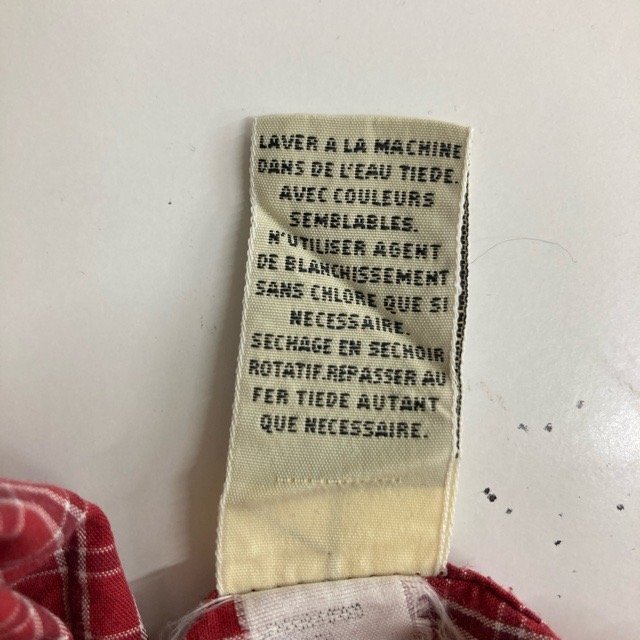 LAVER A LA MACHINE
DANS DE L'EAU TIEDE.
AVEC COULEURS
SEMBLABLES.
N'UTILISER AGENT
DE BLANCHISSEMENT
SANS CHLORE QUE SI
NECESSAIRE.
SECHAGE EN SECHOIR
ROTATIF.REPASSER AU
FER TIEDE AUTANT
QUE NECESSAIRE.